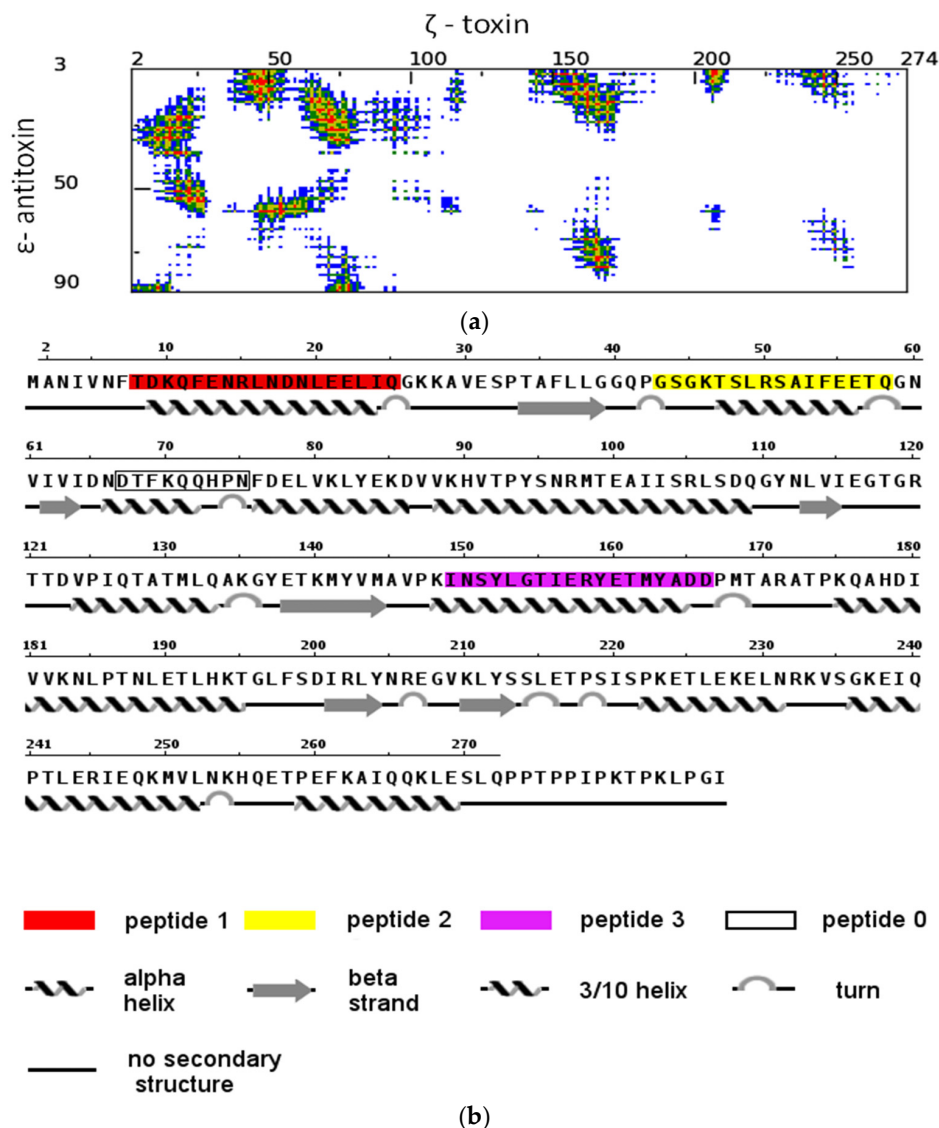 ζ - toxin
2 50 100 150 200 250 274
3
50
90
ε- antitoxin
(a)
2 10 20 30 40 50 60
MANIVNFTDKQFENRLNDNLEELIQGKKAVESPTAFLLGGQPGSGKTSLRSAIFEETQGN
61 70 80 90 100 110 120
VIVIDNDTFKQQHPNFDELVKLYEKDVVKHVTPYSNRMTEAIISRLSDQGYNLVIEGTGR
121 130 140 150 160 170 180
TTDVPIQTATMLQAKGYETKMYVMAVPKINSYLGTIERYETMYADDPMTARATPKQAHDI
181 190 200 210 220 230 240
VVKNLPTNLETLHKTGLFSDIRLYNREGVKLYSSLETPSISPKETLEKELNRKVSGKEIQ
241 250 260 270
PTLERIEQKMVLNKHQETPEFKAIQQKLESLQPPTPPIPKTPKLPGI
peptide 1 peptide 2 peptide 3 peptide 0
alpha helix beta strand 3/10 helix turn
no secondary
structure
(b)